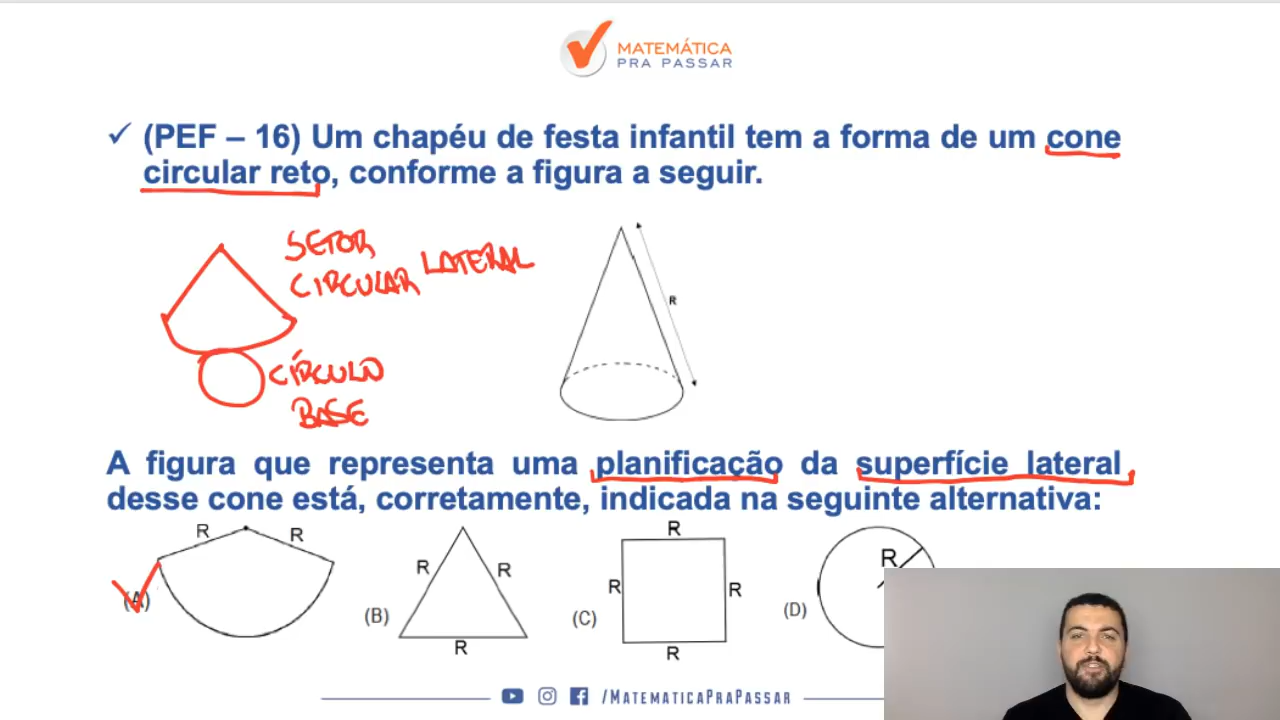 MATEMÁTICA
PRA PASSAR
✓ (PEF – 16) Um chapéu de festa infantil tem a forma de um cone
circular reto, conforme a figura a seguir.
SETOR
CIRCULAR LATERAL
R
CÍRCULO
BASE
A figura que representa uma planificação da superfície lateral
desse cone está, corretamente, indicada na seguinte alternativa:
R R
(A)
R R
(B)
R
R
R R
(C)
R
R
(D)
/MATEMATICAPRAPASSAR